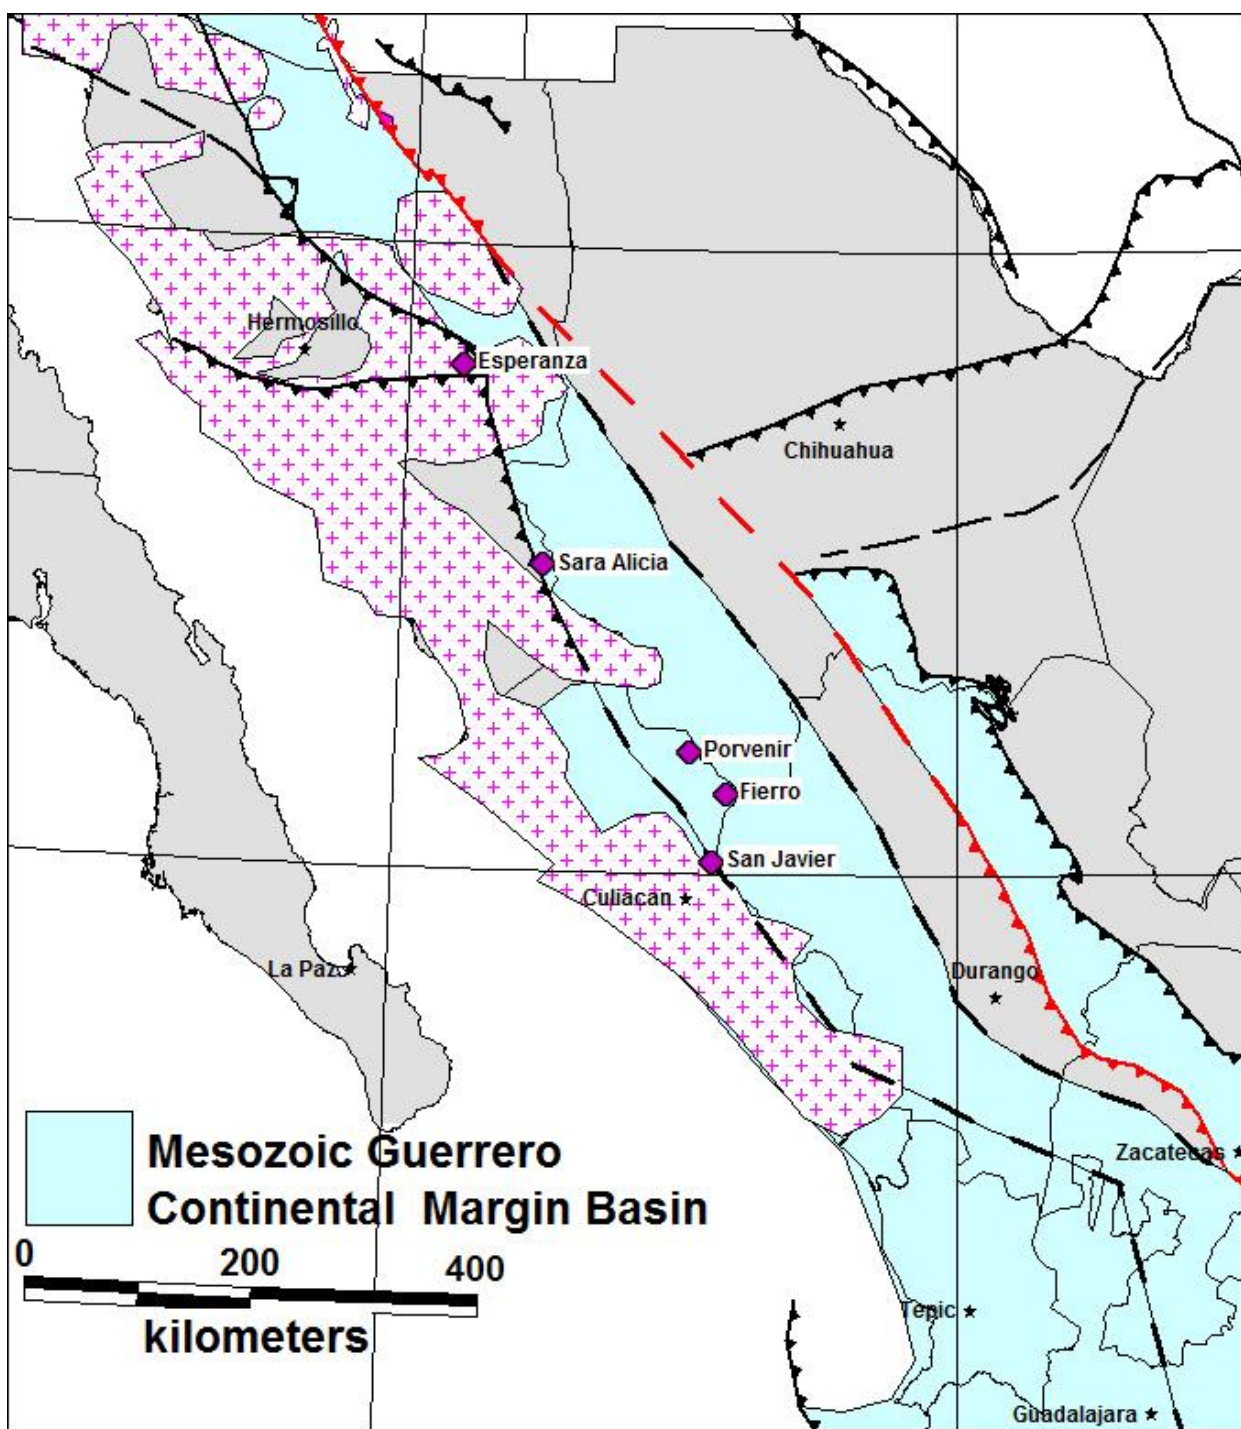 Hermosillo
Esperanza
Chihuahua
Sara Alicia
Porvenir
Fierro
San Javier
Culiacan
La Paz
Durango
Mesozoic Guerrero
Continental Margin Basin
Zacatecas
0 200 400
kilometers
Tepic
Guadalajara